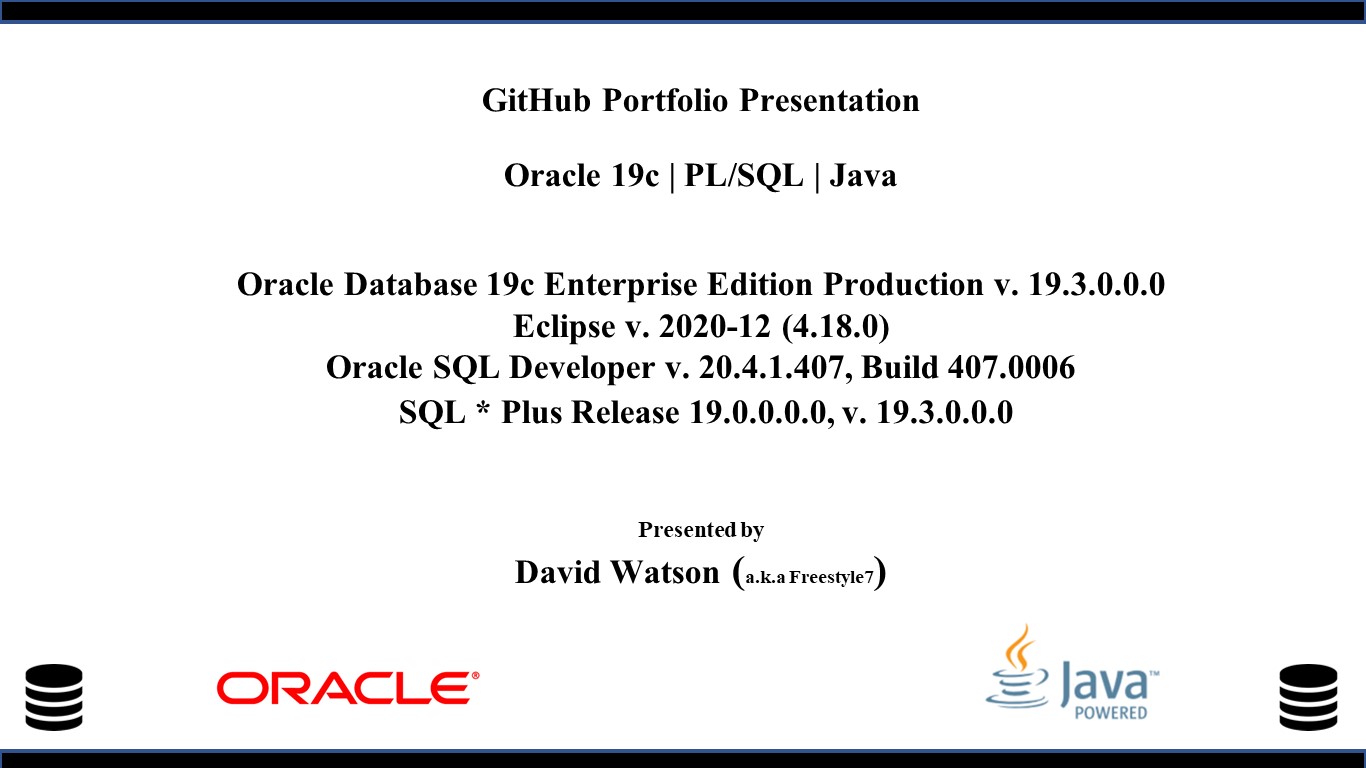 GitHub Portfolio Presentation
Oracle 19c | PL/SQL | Java
Oracle Database 19c Enterprise Edition Production v. 19.3.0.0.0
Eclipse v. 2020-12 (4.18.0)
Oracle SQL Developer v. 20.4.1.407, Build 407.0006
SQL * Plus Release 19.0.0.0.0, v. 19.3.0.0.0
Presented by
David Watson (a.k.a Freestyle7)
ORACLE®
Java™
POWERED